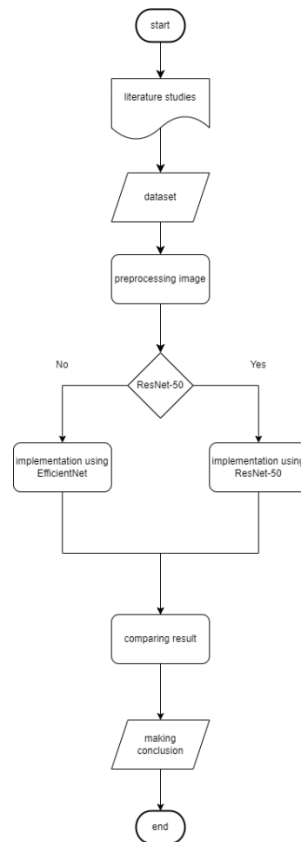 start
literature studies
dataset
preprocessing image
ResNet-50
No
Yes
implementation using
EfficientNet
implementation using
ResNet-50
comparing result
making
conclusion
end